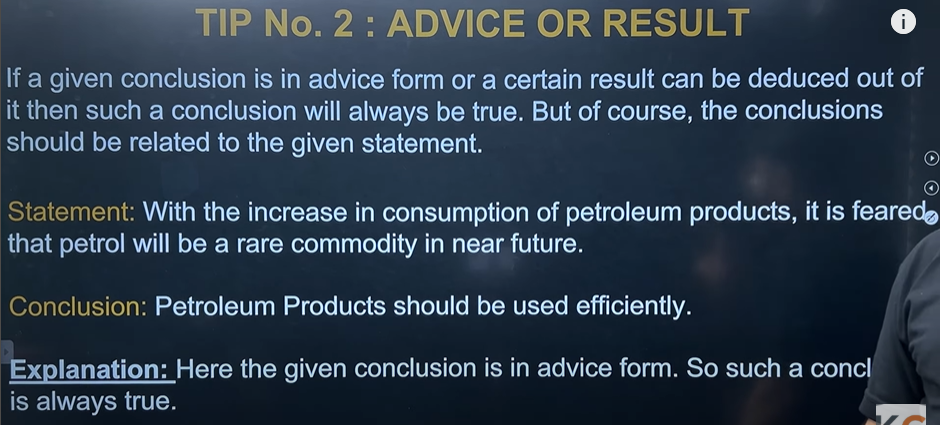 TIP No. 2 : ADVICE OR RESULT
If a given conclusion is in advice form or a certain result can be deduced out of
it then such a conclusion will always be true. But of course, the conclusions
should be related to the given statement.
Statement: With the increase in consumption of petroleum products, it is feared
that petrol will be a rare commodity in near future.
Conclusion: Petroleum Products should be used efficiently.
Explanation: Here the given conclusion is in advice form. So such a
is always true.